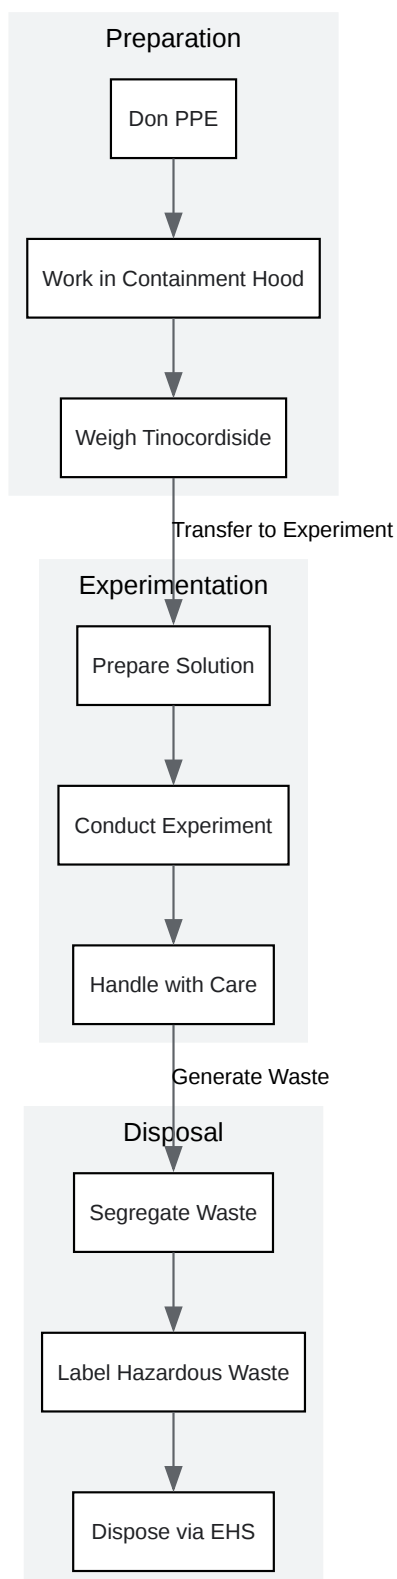 Preparation
Don PPE
Work in Containment Hood
Weigh Tinocordiside
Transfer to Experiment
Experimentation
Prepare Solution
Conduct Experiment
Handle with Care
Generate Waste
Disposal
Segregate Waste
Label Hazardous Waste
Dispose via EHS